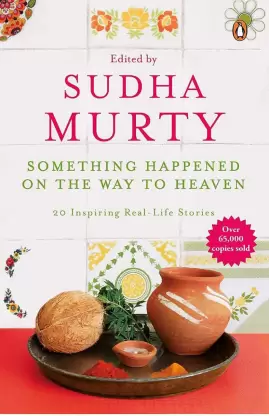 Edited by
SUDHA
MURTY
SOMETHING HAPPENED
ON THE WAY TO HEAVEN
20 Inspiring Real-Life Stories
Over
65,000
copies sold